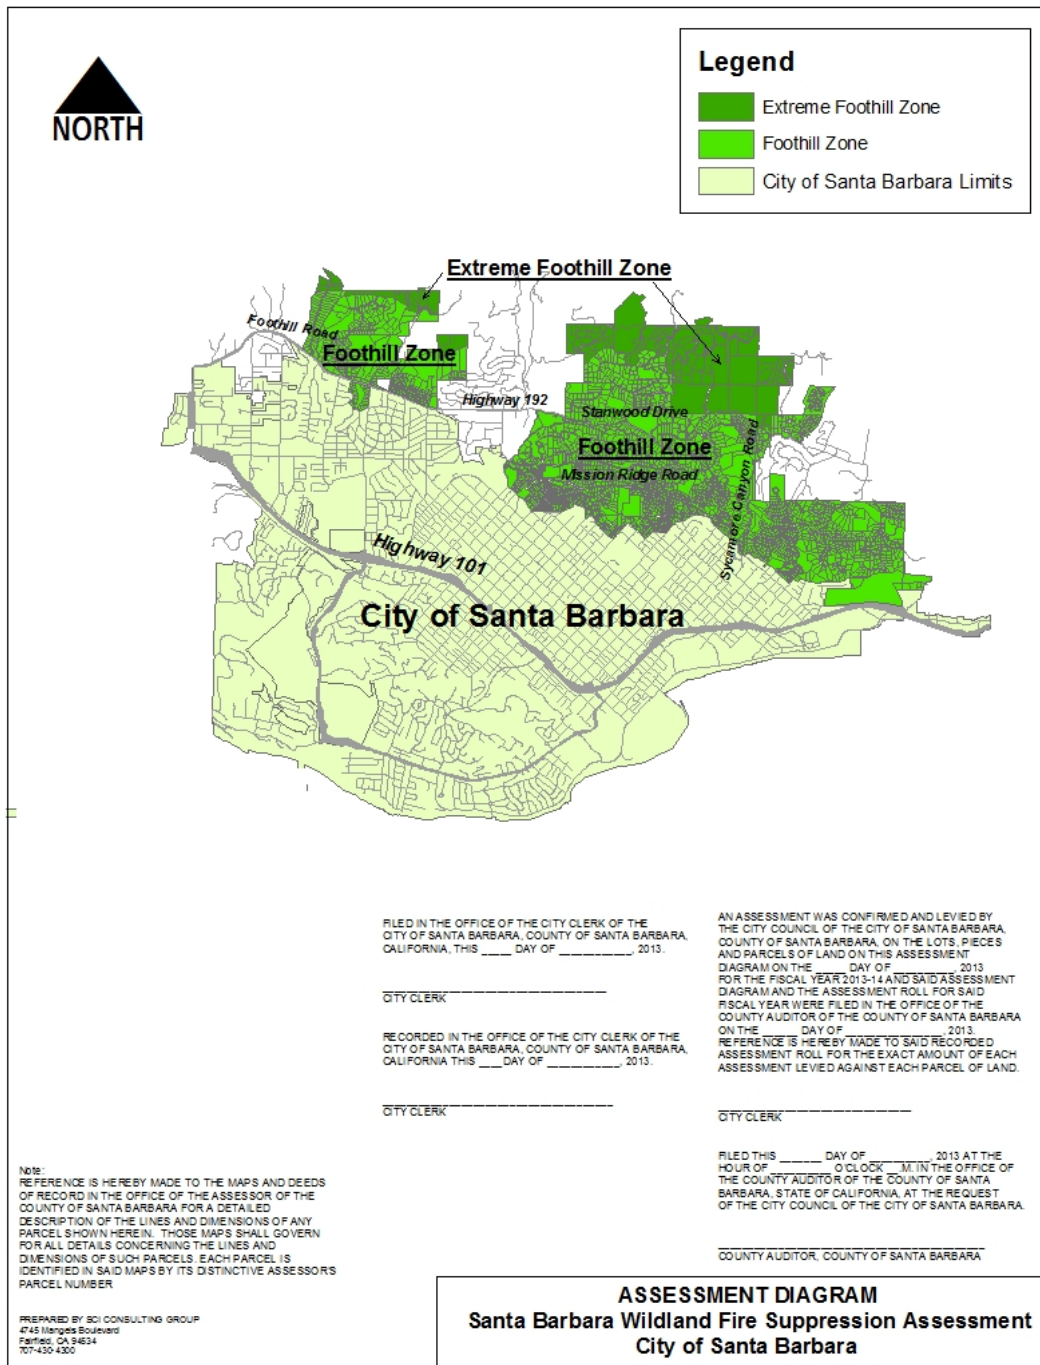 NORTH
Legend
Extreme Foothill Zone
Foothill Zone
City of Santa Barbara Limits
Extreme Foothill Zone
Foothill Road
Foothill Zone
Highway 192
Stanwood Drive
Foothill Zone
Mission Ridge Road
Sycamore Canyon Road
Highway 101
City of Santa Barbara
FILED IN THE OFFICE OF THE CITY CLERK OF THE
CITY OF SANTA BARBARA, COUNTY OF SANTA BARBARA,
CALIFORNIA, THIS _____ DAY OF ____________, 2013.
CITY CLERK
RECORDED IN THE OFFICE OF THE CITY CLERK OF THE
CITY OF SANTA BARBARA, COUNTY OF SANTA BARBARA,
CALIFORNIA THIS ____ DAY OF ____________, 2013.
CITY CLERK
AN ASSESSMENT WAS CONFIRMED AND LEVIED BY
THE CITY COUNCIL OF THE CITY OF SANTA BARBARA,
COUNTY OF SANTA BARBARA, ON THE LOTS, PIECES
AND PARCELS OF LAND ON THIS ASSESSMENT
DIAGRAM ON THE _____ DAY OF __________, 2013
FOR THE FISCAL YEAR 2013-14 AND SAID ASSESSMENT
DIAGRAM AND THE ASSESSMENT ROLL FOR SAID
FISCAL YEAR WERE FILED IN THE OFFICE OF THE
COUNTY AUDITOR OF THE COUNTY OF SANTA BARBARA
ON THE ______ DAY OF ________________, 2013.
REFERENCE IS HEREBY MADE TO SAID RECORDED
ASSESSMENT ROLL FOR THE EXACT AMOUNT OF EACH
ASSESSMENT LEVIED AGAINST EACH PARCEL OF LAND.
CITY CLERK
FILED THIS _______ DAY OF __________, 2013 AT THE
HOUR OF __________ O'CLOCK __.M. IN THE OFFICE OF
THE COUNTY AUDITOR OF THE COUNTY OF SANTA
BARBARA, STATE OF CALIFORNIA, AT THE REQUEST
OF THE CITY COUNCIL OF THE CITY OF SANTA BARBARA.
COUNTY AUDITOR, COUNTY OF SANTA BARBARA
Note:
REFERENCE IS HEREBY MADE TO THE MAPS AND DEEDS
OF RECORD IN THE OFFICE OF THE ASSESSOR OF THE
COUNTY OF SANTA BARBARA FOR A DETAILED
DESCRIPTION OF THE LINES AND DIMENSIONS OF ANY
PARCEL SHOWN HEREIN. THOSE MAPS SHALL GOVERN
FOR ALL DETAILS CONCERNING THE LINES AND
DIMENSIONS OF SUCH PARCELS. EACH PARCEL IS
IDENTIFIED IN SAID MAPS BY ITS DISTINCTIVE ASSESSOR'S
PARCEL NUMBER
PREPARED BY SCI CONSULTING GROUP
4745 Mangels Boulevard
Fairfield, CA 94534
707-430-4300
ASSESSMENT DIAGRAM
Santa Barbara Wildland Fire Suppression Assessment
City of Santa Barbara